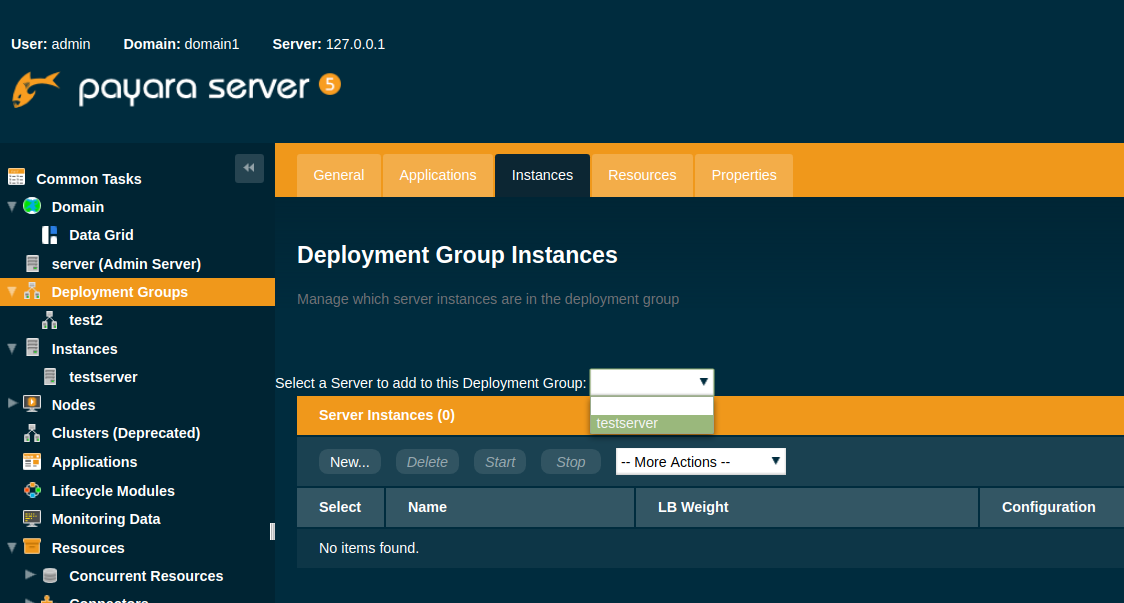 User: admin Domain: domain1 Server: 127.0.0.1
payara server 5
Common Tasks
Domain
Data Grid
server (Admin Server)
Deployment Groups
test2
Instances
testserver
Nodes
Clusters (Deprecated)
Applications
Lifecycle Modules
Monitoring Data
Resources
Concurrent Resources
Connectors
General Applications Instances Resources Properties
Deployment Group Instances
Manage which server instances are in the deployment group
Select a Server to add to this Deployment Group:
testserver
Server Instances (0)
New... Delete Start Stop -- More Actions --
Select Name LB Weight Configuration
No items found.